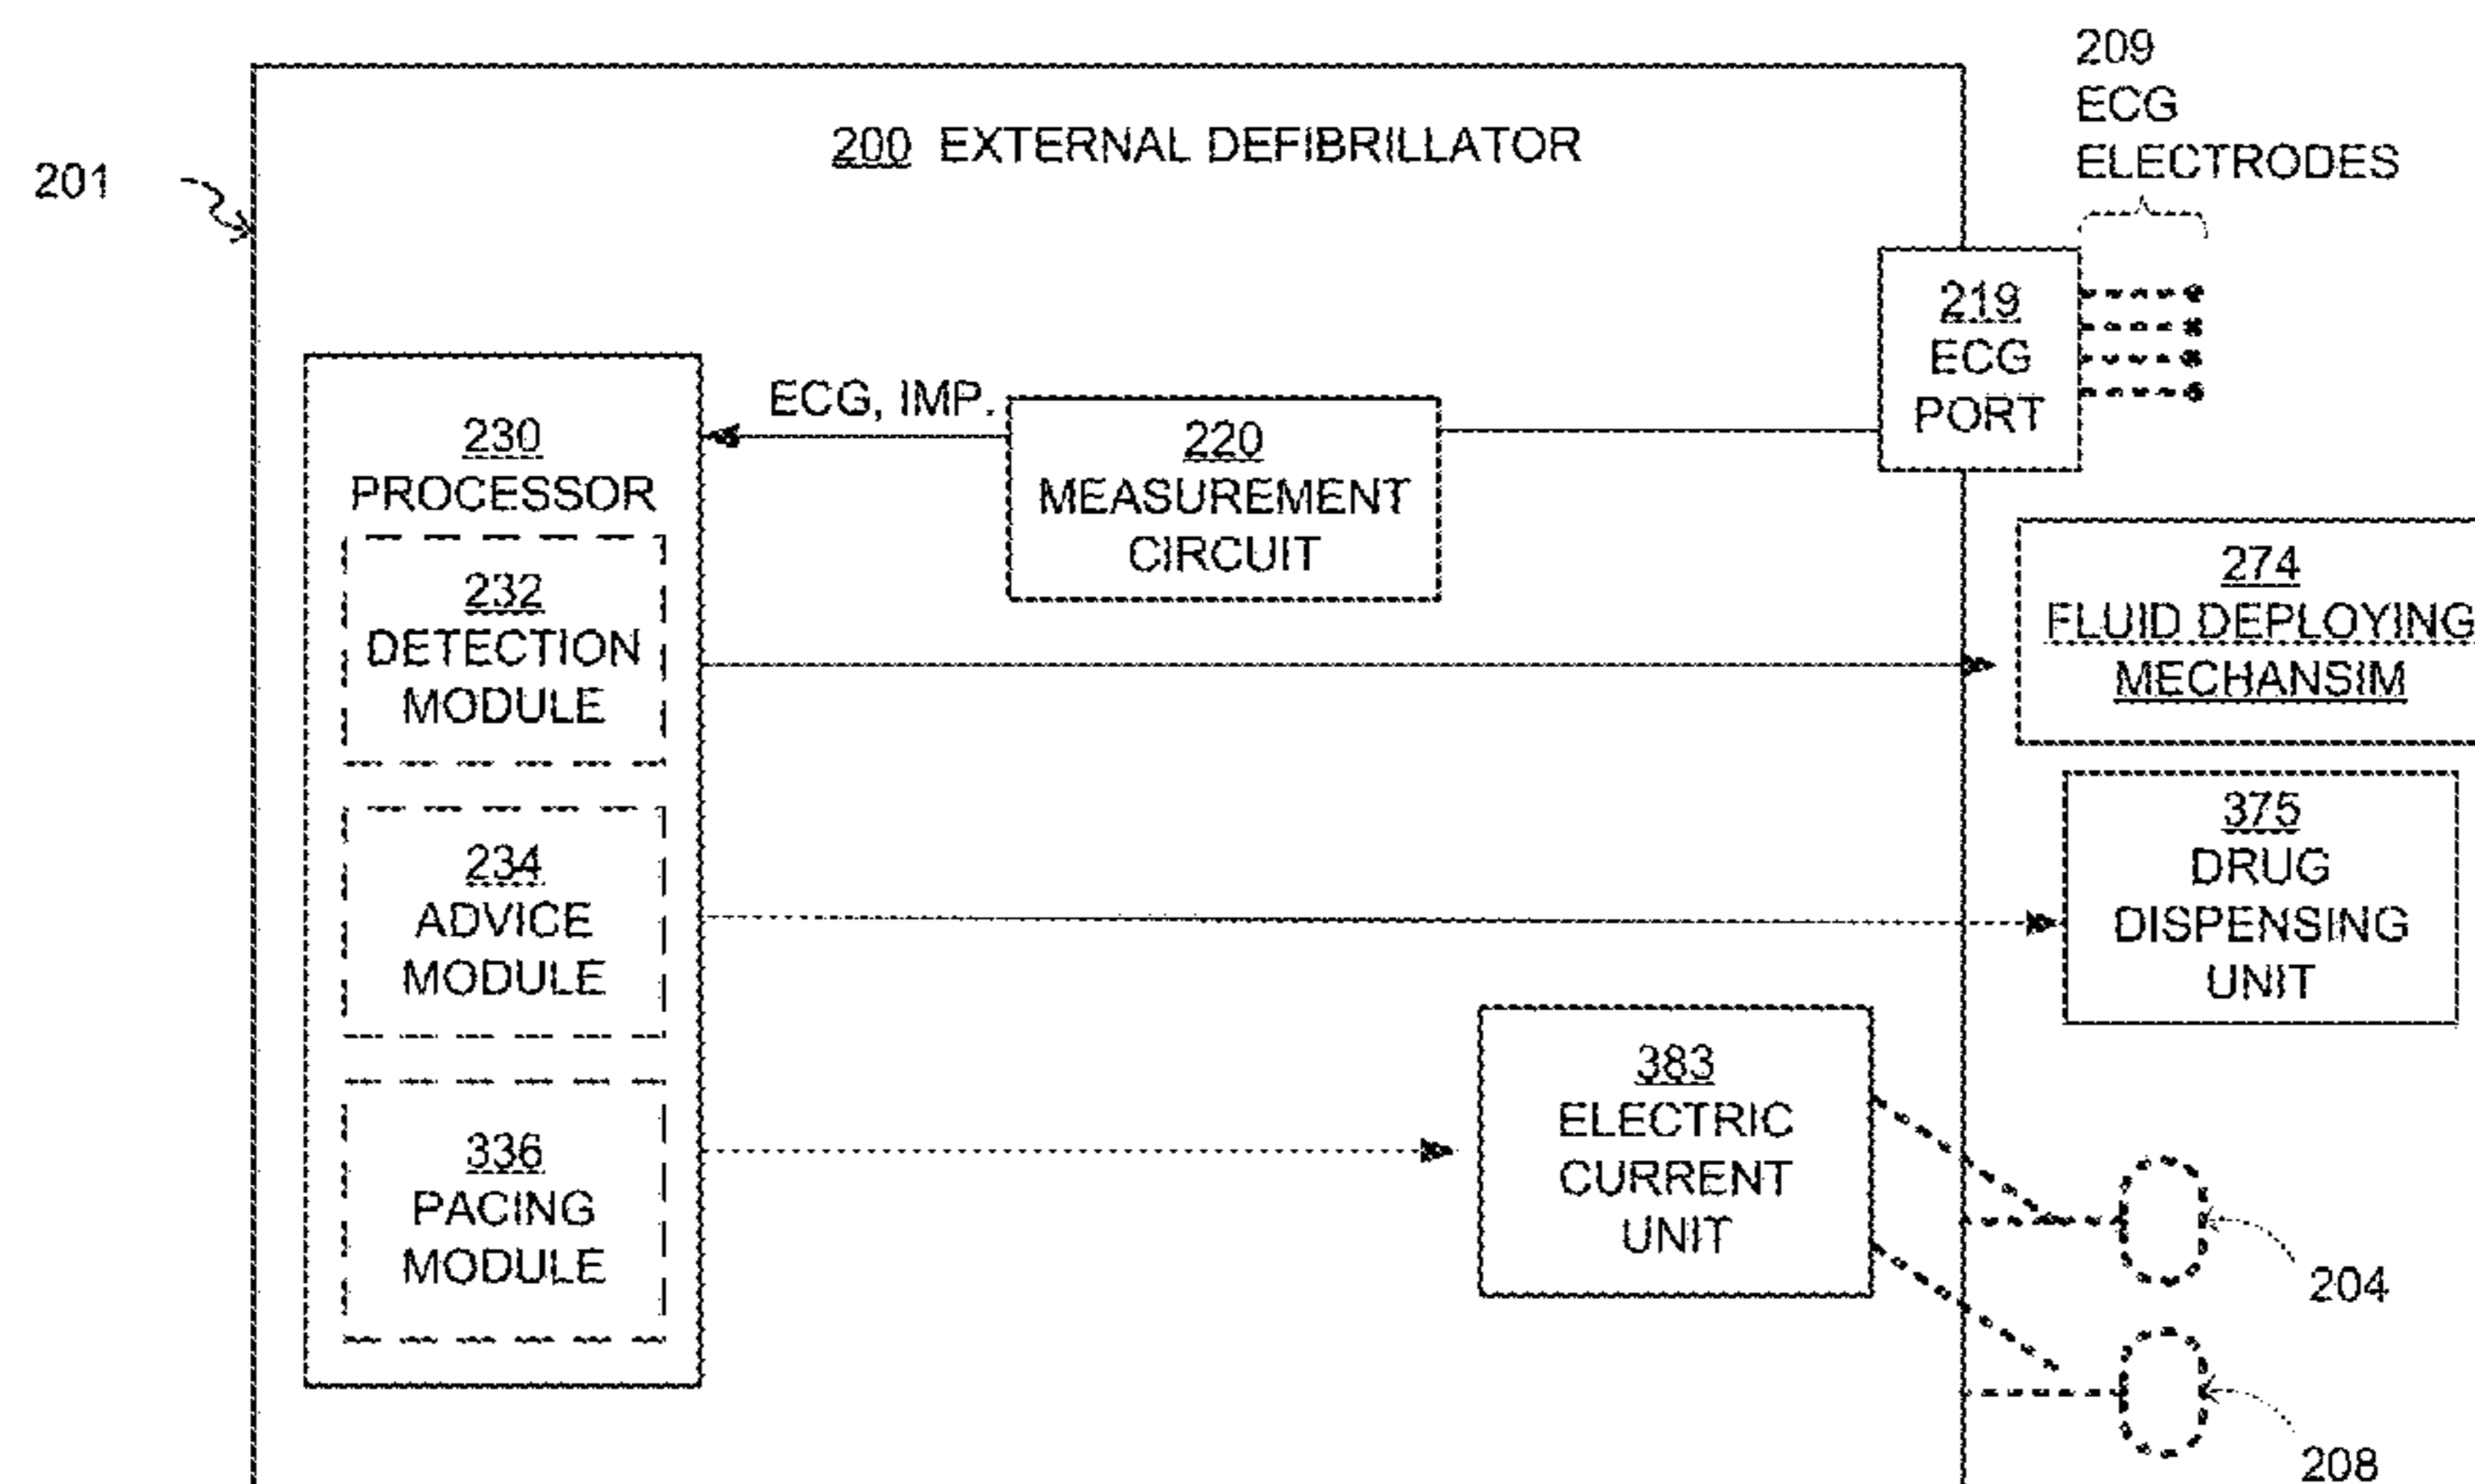 209
ECG
ELECTRODES
200 EXTERNAL DEFIBRILLATOR
201
219
ECG
PORT
ECG, IMP.
220
MEASUREMENT
CIRCUIT
230
PROCESSOR
232
DETECTION
MODULE
274
FLUID DEPLOYING
MECHANSIM
234
ADVICE
MODULE
375
DRUG
DISPENSING
UNIT
336
PACING
MODULE
383
ELECTRIC
CURRENT
UNIT
204
208